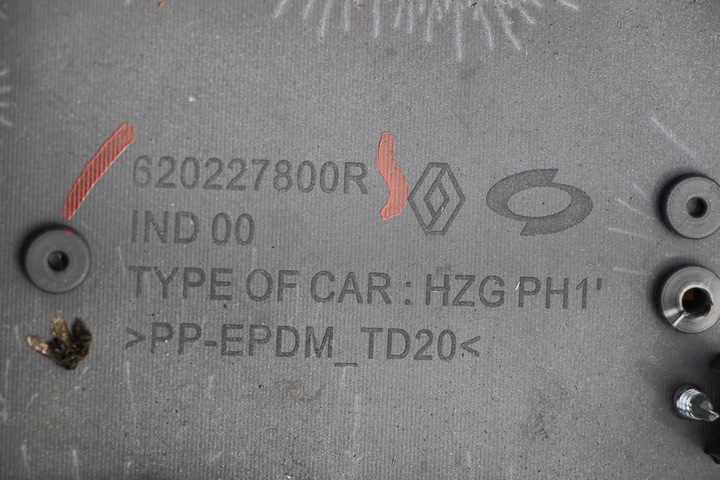 620227800R
IND 00
TYPE OF CAR : HZG PH1'
>PP-EPDM_TD20<